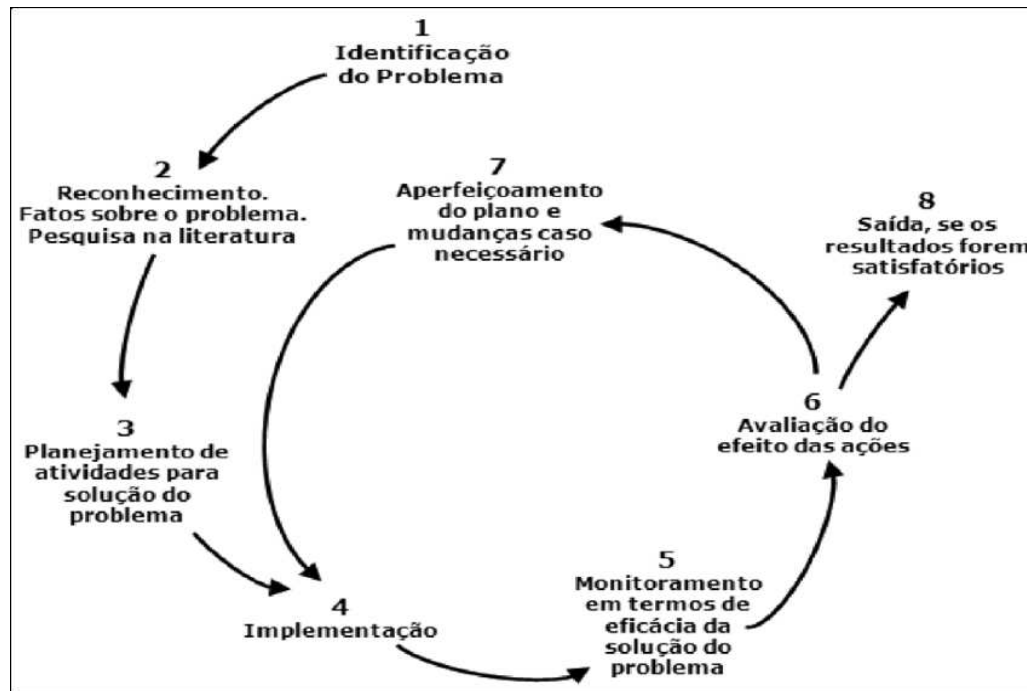 1
Identificação
do Problema
2
Reconhecimento.
Fatos sobre o problema.
Pesquisa na literatura
3
Planejamento de
atividades para
solução do
problema
4
Implementação
5
Monitoramento
em termos de
eficácia da
solução do
problema
6
Avaliação do
efeito das ações
7
Aperfeiçoamento
do plano e
mudanças caso
necessário
8
Saída, se os
resultados forem
satisfatórios